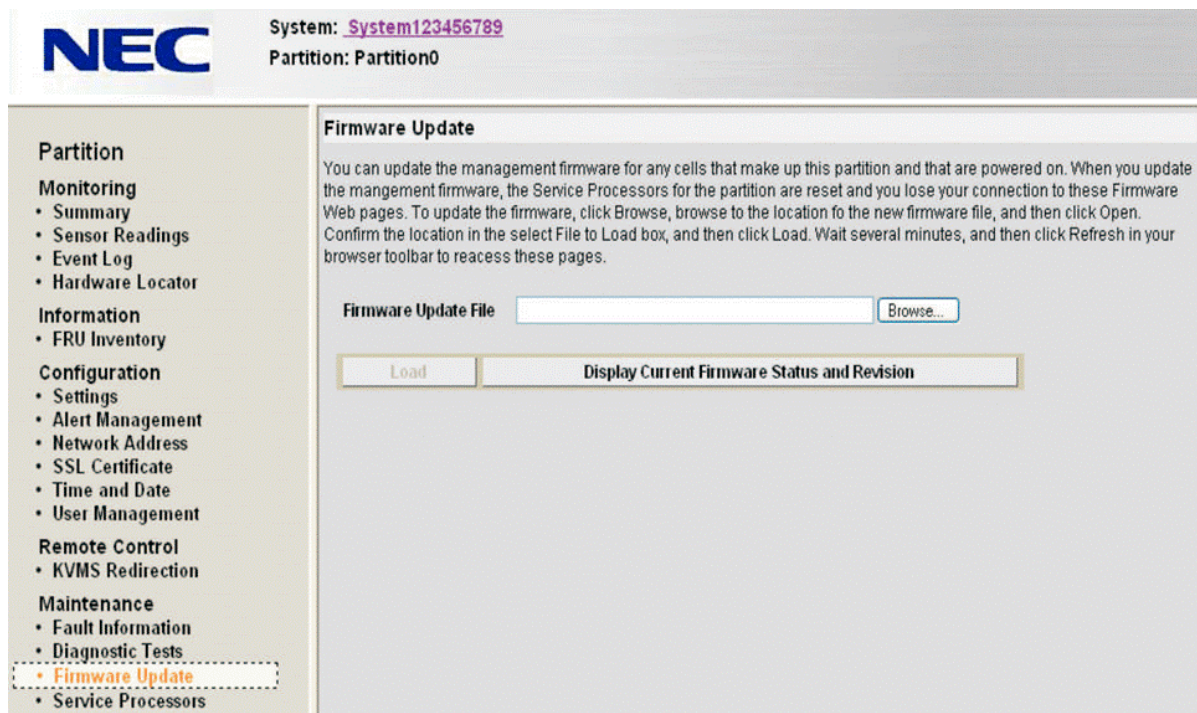 NEC
System: System123456789
Partition: Partition0
Partition
Monitoring
• Summary
• Sensor Readings
• Event Log
• Hardware Locator
Information
• FRU Inventory
Configuration
• Settings
• Alert Management
• Network Address
• SSL Certificate
• Time and Date
• User Management
Remote Control
• KVMS Redirection
Maintenance
• Fault Information
• Diagnostic Tests
• Firmware Update
• Service Processors
Firmware Update
You can update the management firmware for any cells that make up this partition and that are powered on. When you update
the mangement firmware, the Service Processors for the partition are reset and you lose your connection to these Firmware
Web pages. To update the firmware, click Browse, browse to the location fo the new firmware file, and then click Open.
Confirm the location in the select File to Load box, and then click Load. Wait several minutes, and then click Refresh in your
browser toolbar to reacess these pages.
Firmware Update File
Browse...
Load
Display Current Firmware Status and Revision